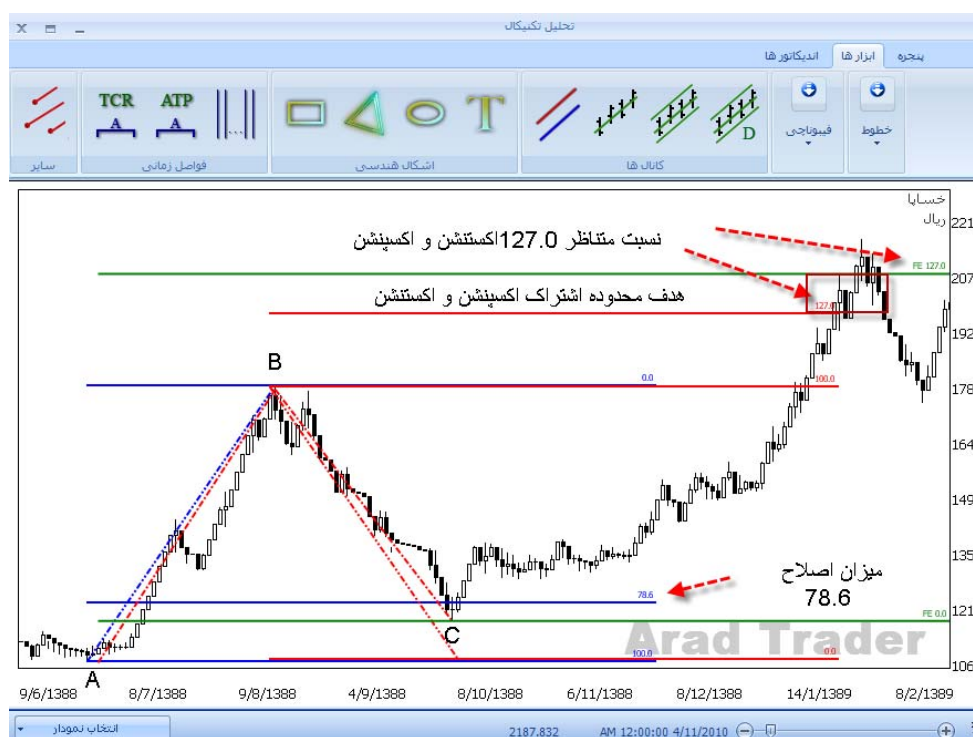 تحلیل تکنیکال
پنجره
ابزار ها
اندیکاتور ها
خطوط
فیبوناچی
کانال ها
T
D
اشکال هندسی
TCR
ATP
A
A
فواصل زمانی
سایر
خساپا
ریال
نسبت متناظر 127.0اکستنشن و اکسپنشن
هدف محدوده اشتراک اکسپنشن و اکستنشن
FE 127.0
127.0
B
0.0
100.0
میزان اصلاح
78.6
78.6
FE 0.0
C
Arad Trader
100.0
0.0
A
221
207
192
178
164
149
135
121
106
9/6/1388
8/7/1388
9/8/1388
4/9/1388
8/10/1388
6/11/1388
8/12/1388
14/1/1389
8/2/1389
انتخاب نمودار
2187.832
AM 12:00:00 4/11/2010